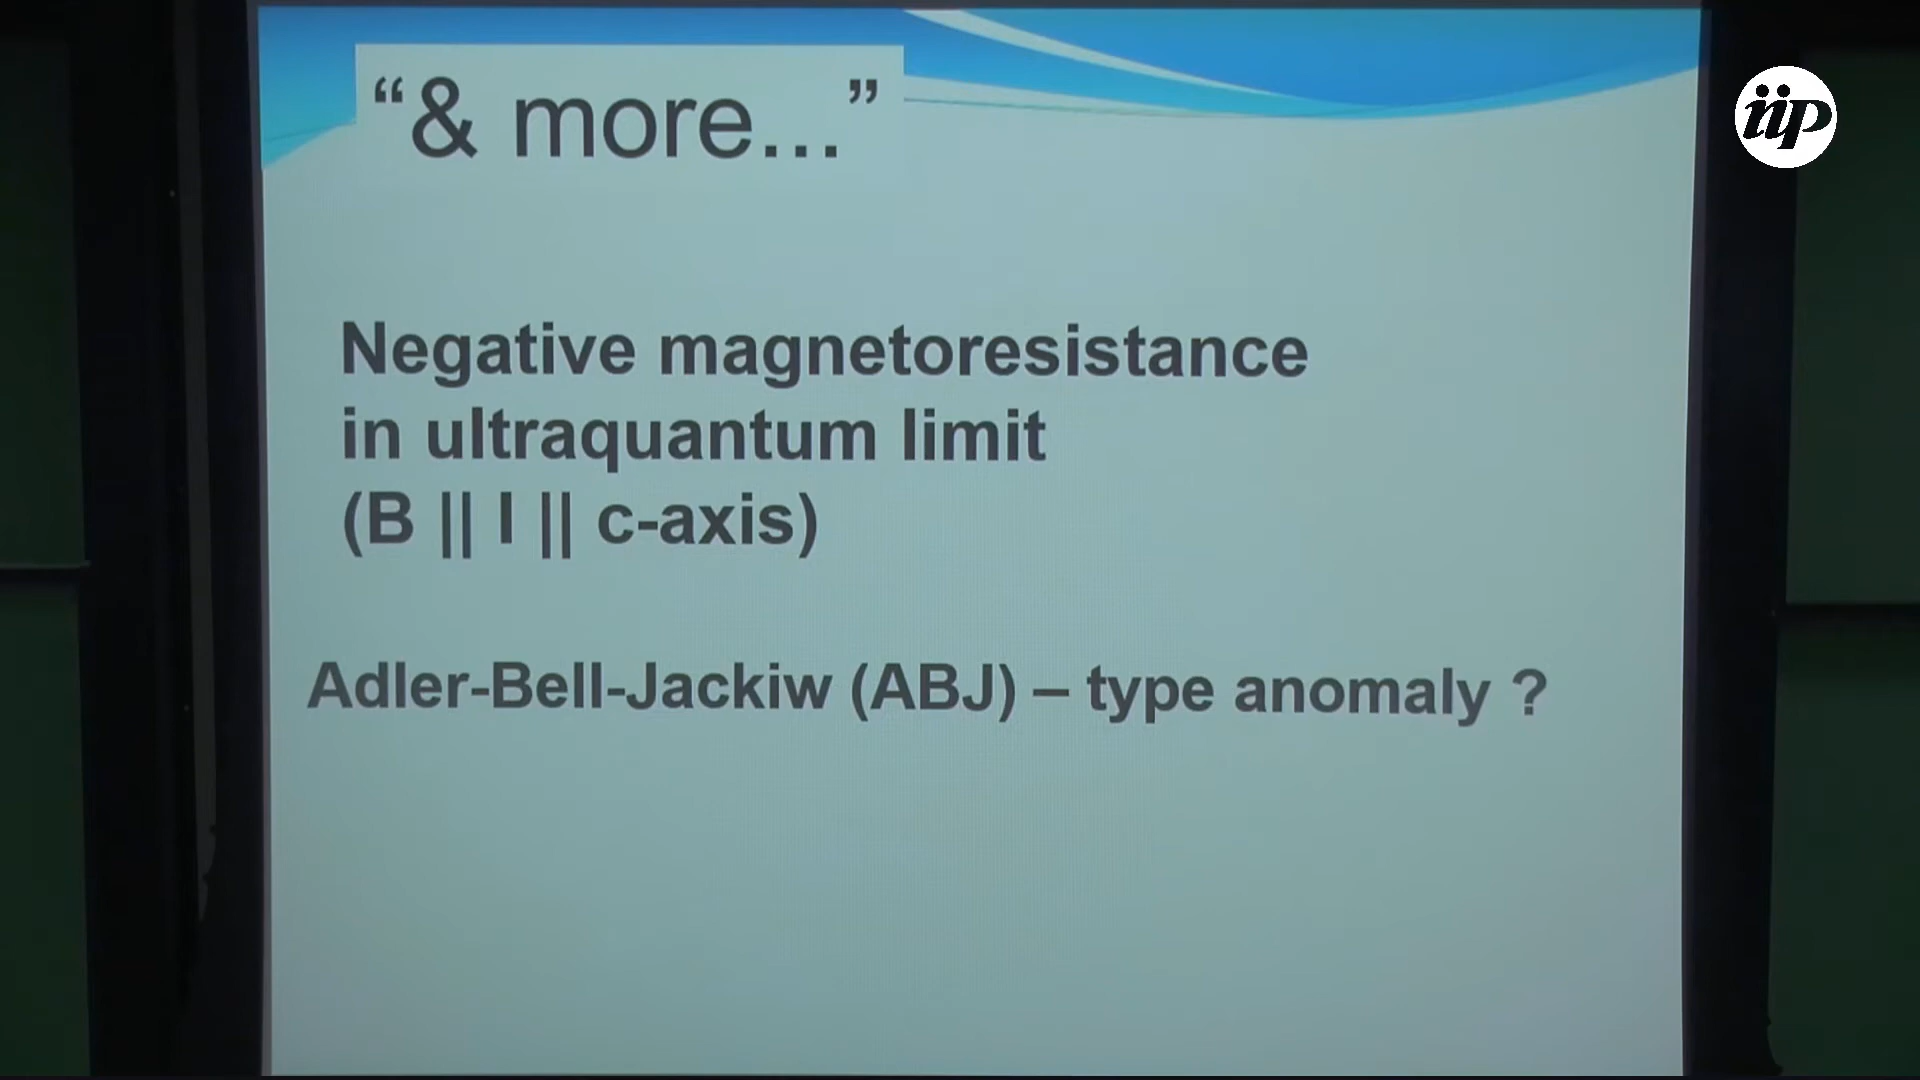 “& more...”
iip
Negative magnetoresistance
in ultraquantum limit
(B || I || c-axis)
Adler-Bell-Jackiw (ABJ) – type anomaly ?